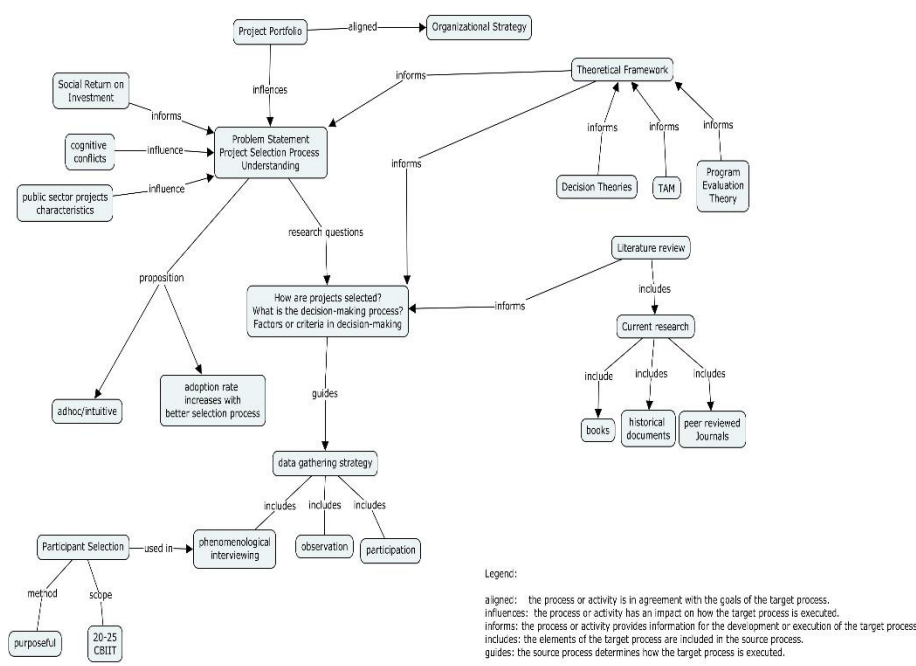 Project Portfolio
aligned
Organizational Strategy
inflences
Theoretical Framework
informs
Social Return on
Investment
informs
cognitive
conflicts
influence
public sector projects
characteristics
influence
Problem Statement
Project Selection Process
Understanding
informs
informs
informs
informs
Decision Theories
TAM
Program
Evaluation
Theory
research questions
proposition
Literature review
includes
How are projects selected?
What is the decision-making process?
Factors or criteria in decision-making
informs
Current research
include
includes
includes
books
historical
documents
peer reviewed
Journals
adhoc/intuitive
adoption rate
increases with
better selection process
guides
data gathering strategy
includes
includes
includes
phenomenological
interviewing
observation
participation
Participant Selection
used in
method
scope
purposeful
20-25
CBIIT
Legend:
aligned: the process or activity is in agreement with the goals of the target process.
influences: the process or activity has an impact on how the target process is executed.
informs: the process or activity provides information for the development or execution of the target process
includes: the elements of the target process are included in the source process.
guides: the source process determines how the target process is executed.